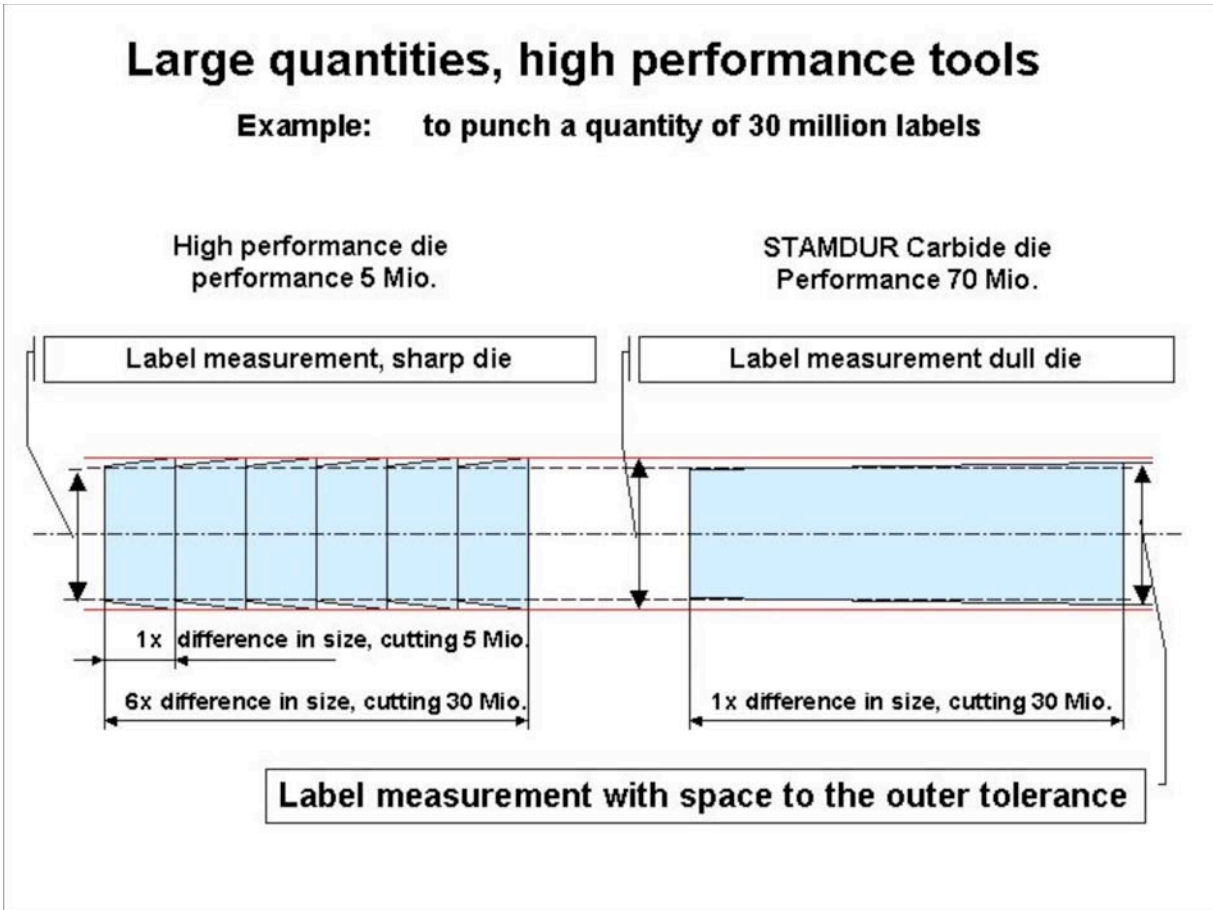 Large quantities, high performance tools
Example: to punch a quantity of 30 million labels
High performance die
performance 5 Mio.
STAMDUR Carbide die
Performance 70 Mio.
Label measurement, sharp die
Label measurement dull die
1x difference in size, cutting 5 Mio.
6x difference in size, cutting 30 Mio.
1x difference in size, cutting 30 Mio.
Label measurement with space to the outer tolerance